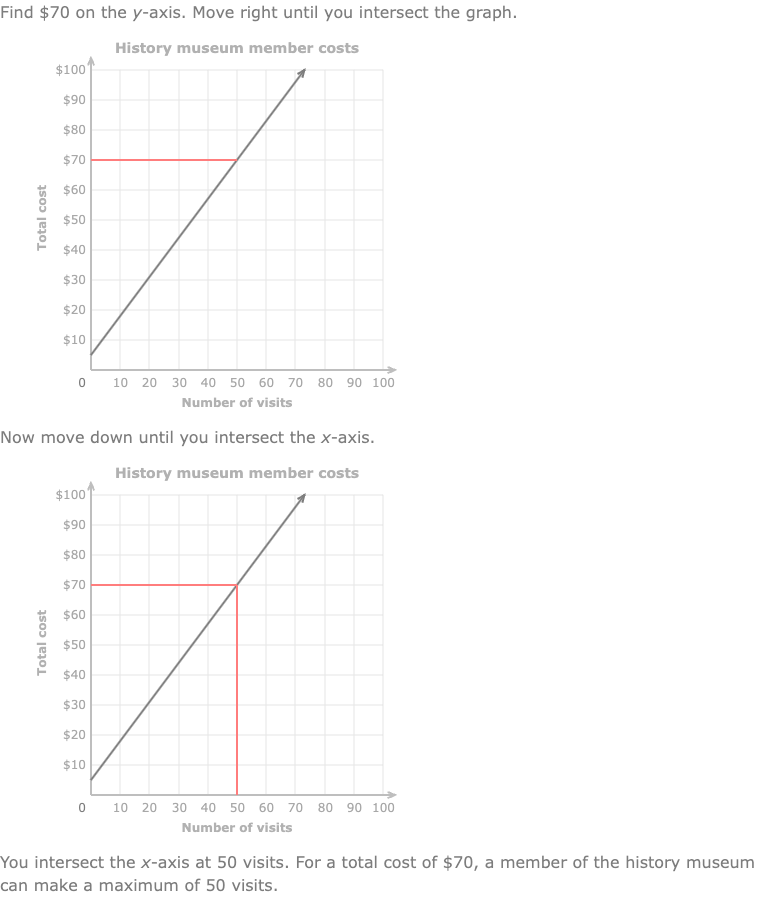 Find $70 on the y-axis. Move right until you intersect the graph.
History museum member costs
$100
$90
$80
$70
$60
$50
$40
$30
$20
$10
Total cost
0 10 20 30 40 50 60 70 80 90 100
Number of visits
Now move down until you intersect the x-axis.
History museum member costs
$100
$90
$80
$70
$60
$50
$40
$30
$20
$10
Total cost
0 10 20 30 40 50 60 70 80 90 100
Number of visits
You intersect the x-axis at 50 visits. For a total cost of $70, a member of the history museum
can make a maximum of 50 visits.